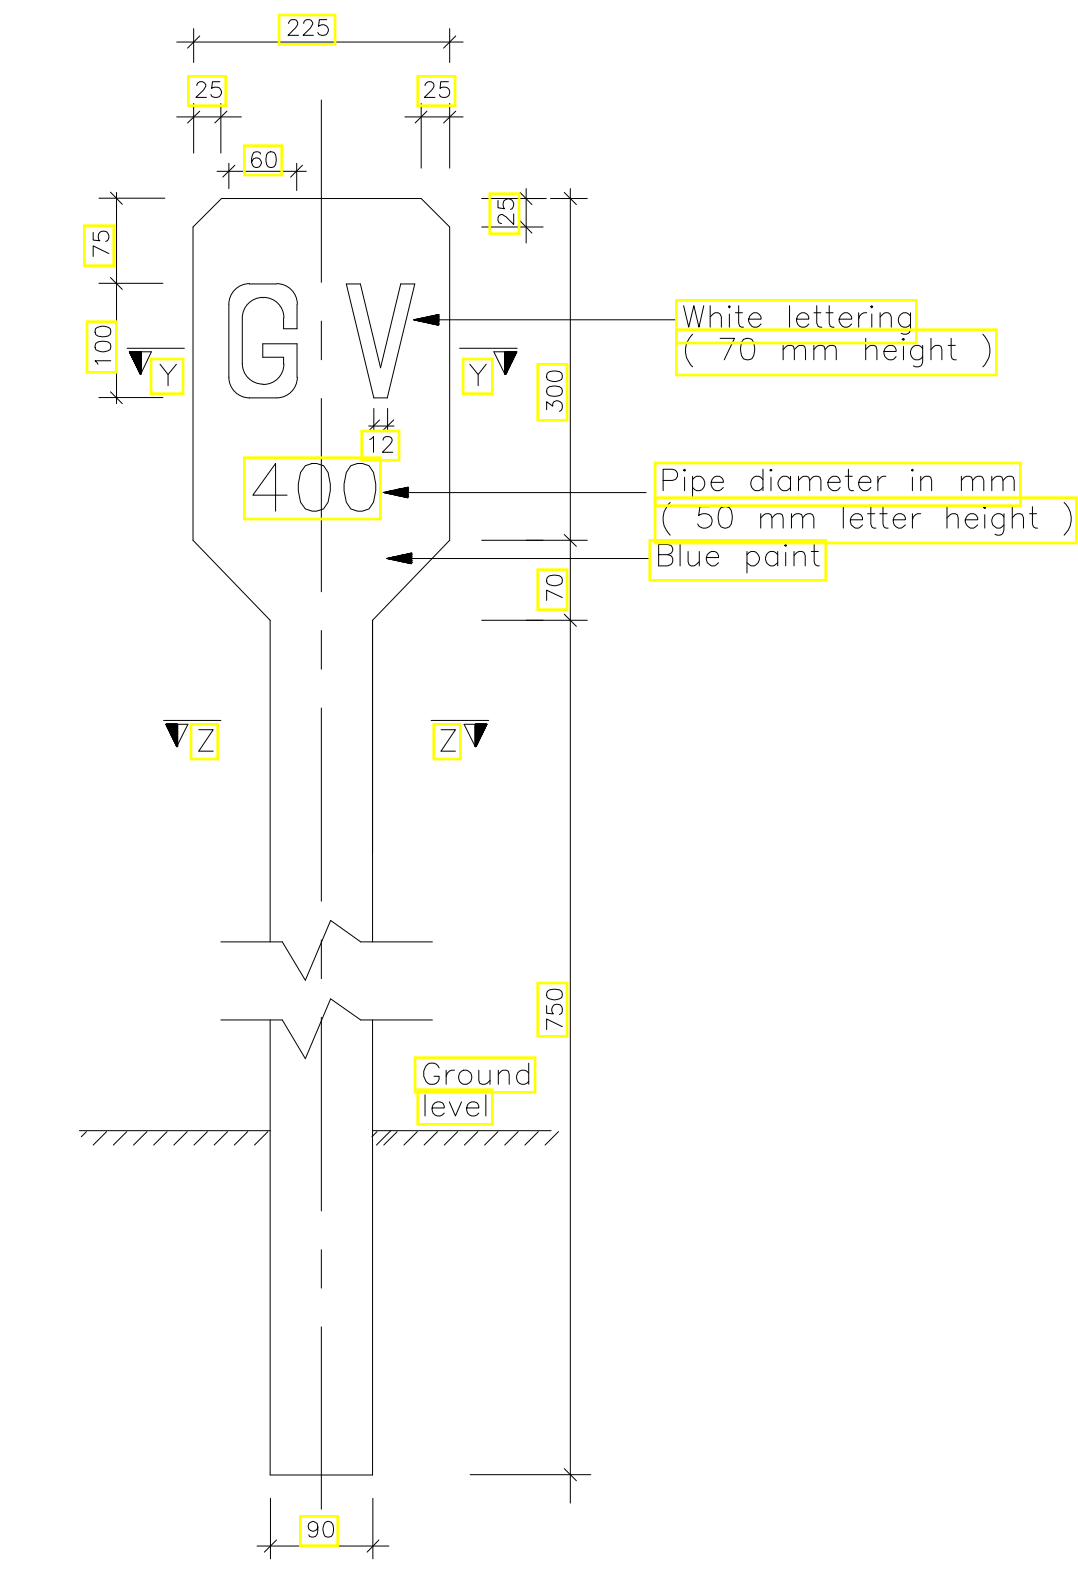 225
25
25
60
25
75
G V
White lettering
( 70 mm height )
100
Y
Y
300
12
400
Pipe diameter in mm
( 50 mm letter height )
Blue paint
70
Z
Z
750
Ground
level
90